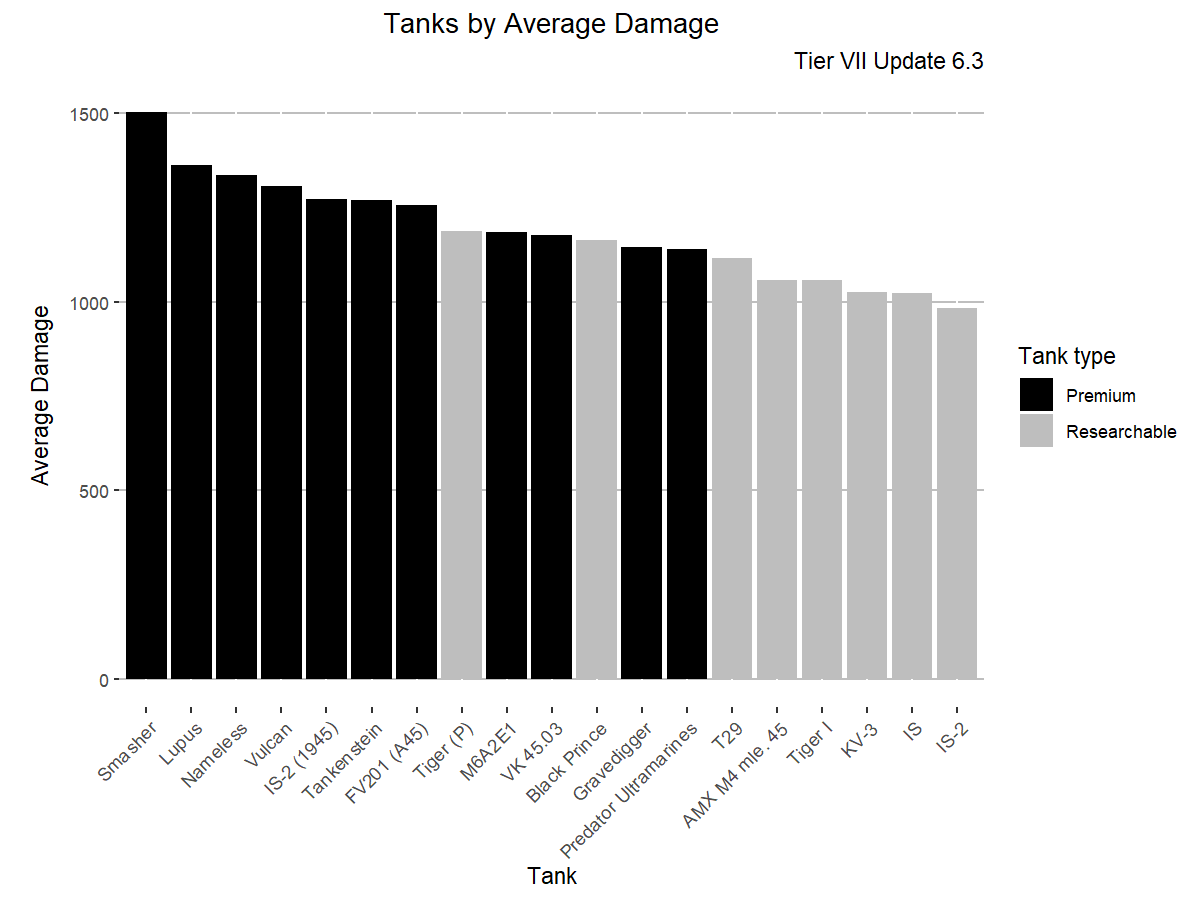 Tanks by Average Damage
Tier VII Update 6.3
Average Damage
1500
1000
500
0
Smasher
Lupus
Nameless
Vulcan
IS-2 (1945)
Tankenstein
FV201 (A45)
Tiger (P)
M6A2E1
VK 45.03
Black Prince
Gravedigger
Predator Ultramarines
T29
AMX M4 mle. 45
Tiger I
KV-3
IS
IS-2
Tank
Tank type
Premium
Researchable